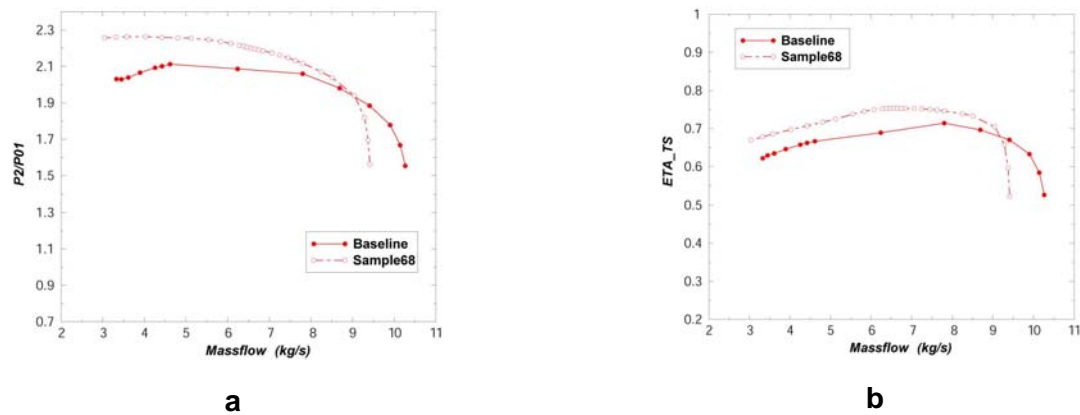 2.3
2.1
1.9
1.7
1.5
1.3
1.1
0.9
0.7
P2/P01
Baseline
Sample68
2 3 4 5 6 7 8 9 10 11
Massflow (kg/s)
a
1
0.9
0.8
0.7
0.6
0.5
0.4
0.3
0.2
ETA_TS
Baseline
Sample68
2 3 4 5 6 7 8 9 10 11
Massflow (kg/s)
b